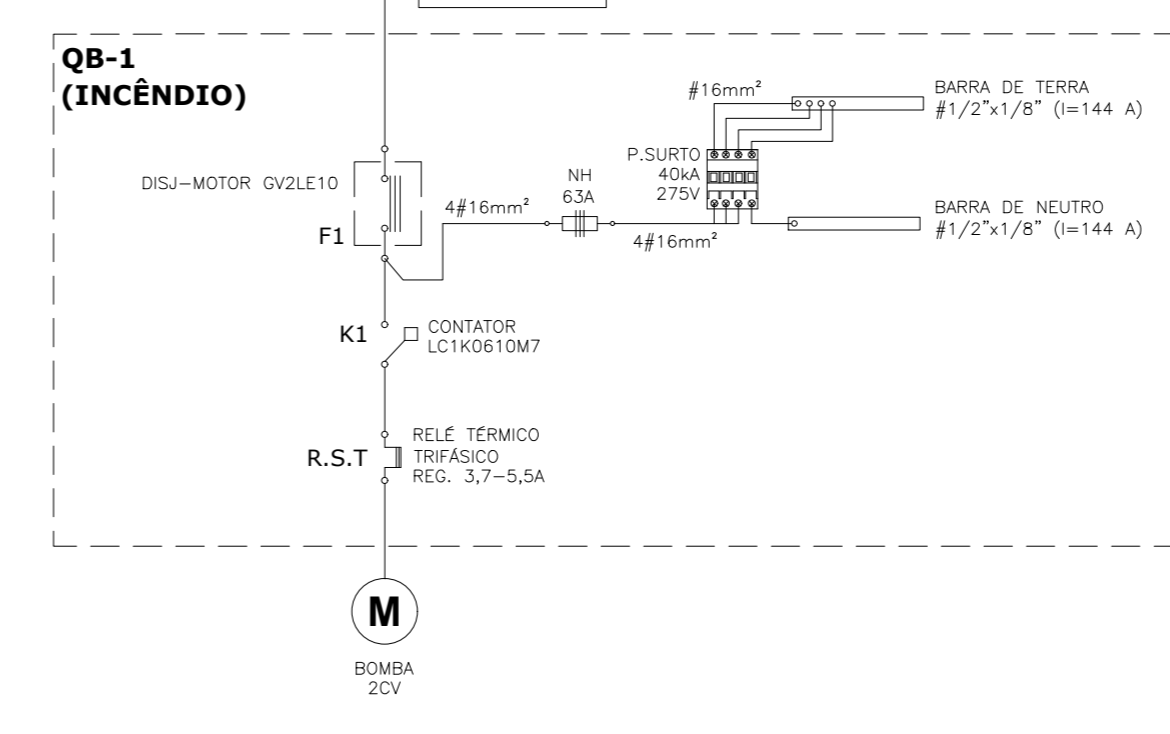 QB-1
(INCÊNDIO)
#16mm²
BARRA DE TERRA
#1/2"x1/8" (I=144 A)
P.SURTO
40kA
275V
DISJ-MOTOR GV2LE10
NH
63A
4#16mm²
4#16mm²
BARRA DE NEUTRO
#1/2"x1/8" (I=144 A)
F1
K1
CONTATOR
LC1K0610M7
R.S.T
RELÉ TÉRMICO
TRIFÁSICO
REG. 3,7-5,5A
M
BOMBA
2CV